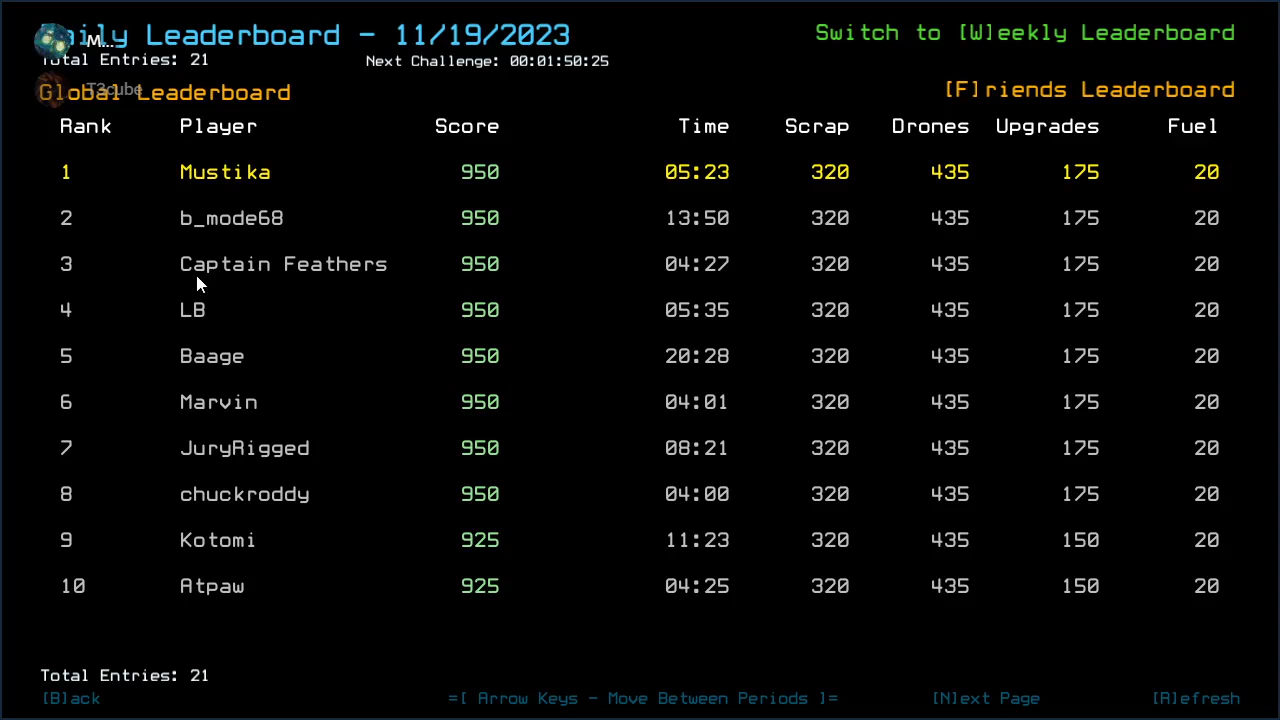 Daily Leaderboard - 11/19/2023
Switch to [W]eekly Leaderboard
M...
Total Entries: 21
Next Challenge: 00:01:50:25
T3cube
Global Leaderboard
[F]riends Leaderboard
Rank Player Score Time Scrap Drones Upgrades Fuel
1 Mustika 950 05:23 320 435 175 20
2 b_mode68 950 13:50 320 435 175 20
3 Captain Feathers 950 04:27 320 435 175 20
4 LB 950 05:35 320 435 175 20
5 Baage 950 20:28 320 435 175 20
6 Marvin 950 04:01 320 435 175 20
7 JuryRigged 950 08:21 320 435 175 20
8 chuckroddy 950 04:00 320 435 175 20
9 Kotomi 925 11:23 320 435 150 20
10 Atpaw 925 04:25 320 435 150 20
Total Entries: 21
[B]ack =[ Arrow Keys - Move Between Periods ]= [N]ext Page [R]efresh